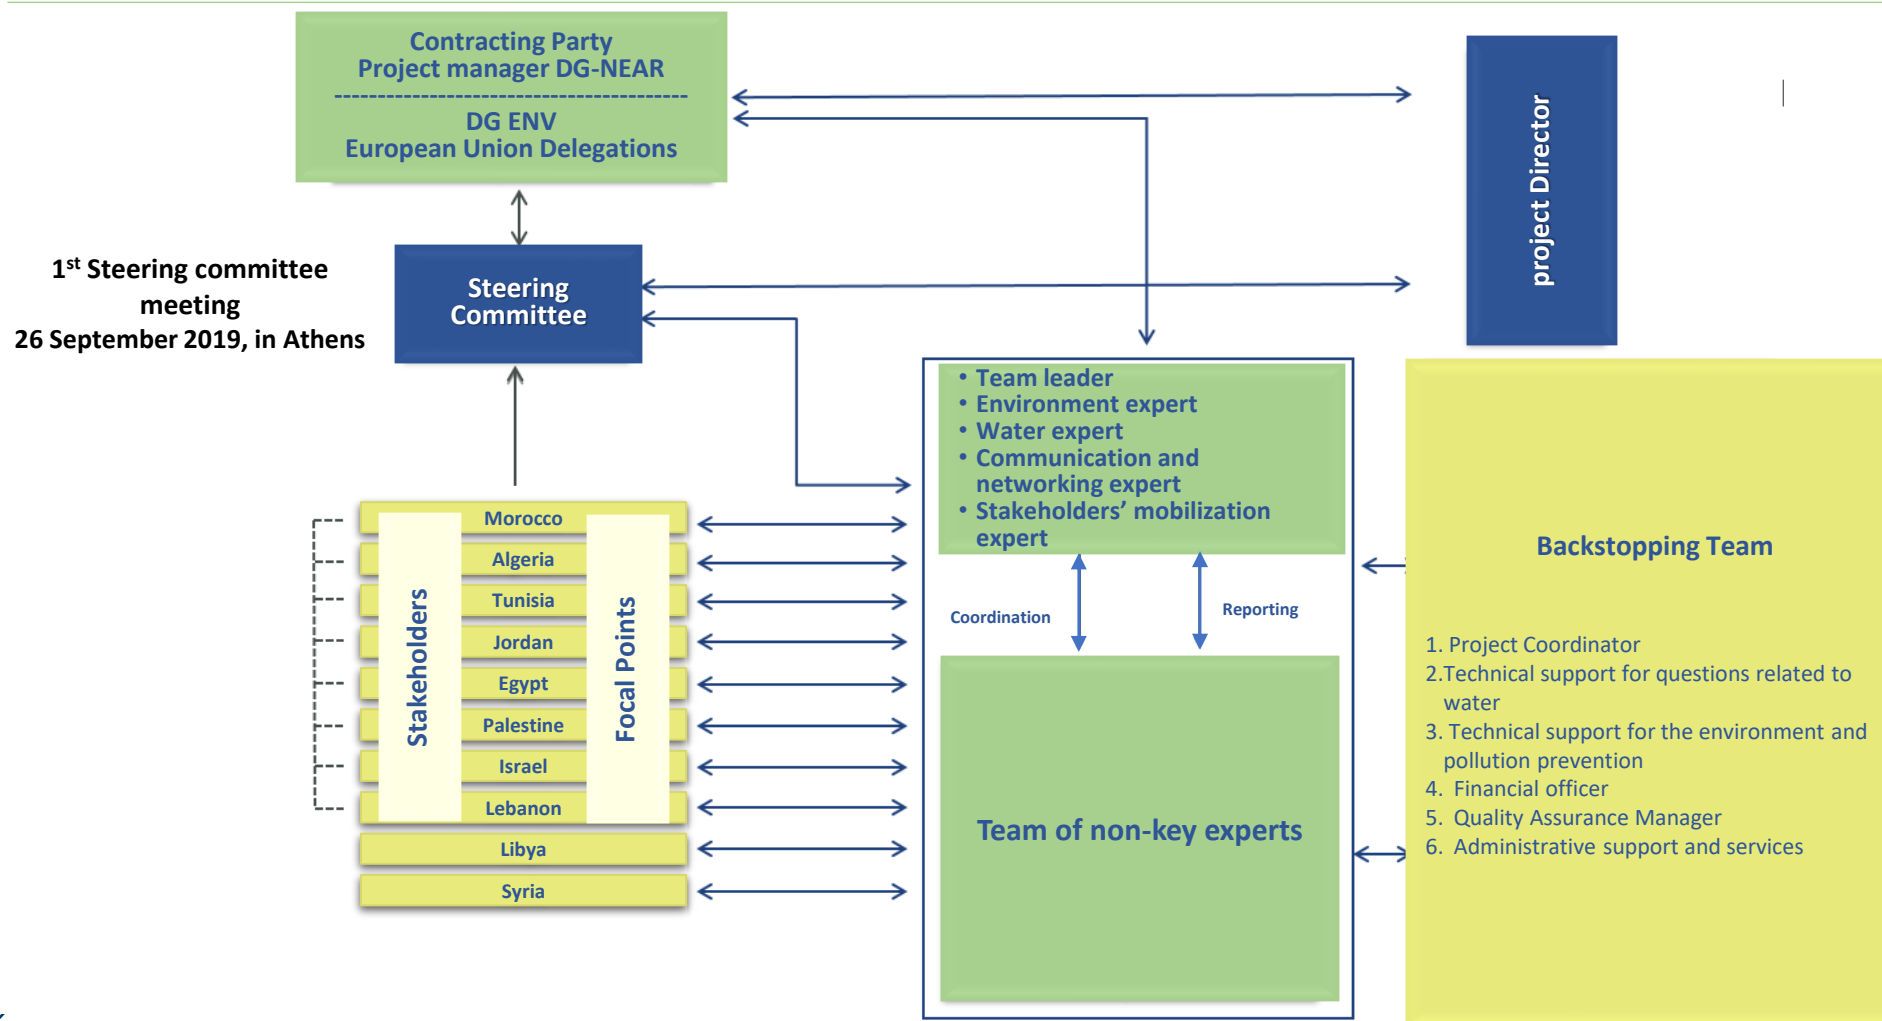 Contracting Party
Project manager DG-NEAR
-----------------------------------------
DG ENV
European Union Delegations
project Director
1st Steering committee
meeting
26 September 2019, in Athens
Steering
Committee
• Team leader
• Environment expert
• Water expert
• Communication and
networking expert
• Stakeholders’ mobilization
expert
Stakeholders
Focal Points
Morocco
Algeria
Tunisia
Jordan
Egypt
Palestine
Israel
Lebanon
Libya
Syria
Coordination
Reporting
Team of non-key experts
Backstopping Team
1. Project Coordinator
2.Technical support for questions related to
water
3. Technical support for the environment and
pollution prevention
4. Financial officer
5. Quality Assurance Manager
6. Administrative support and services